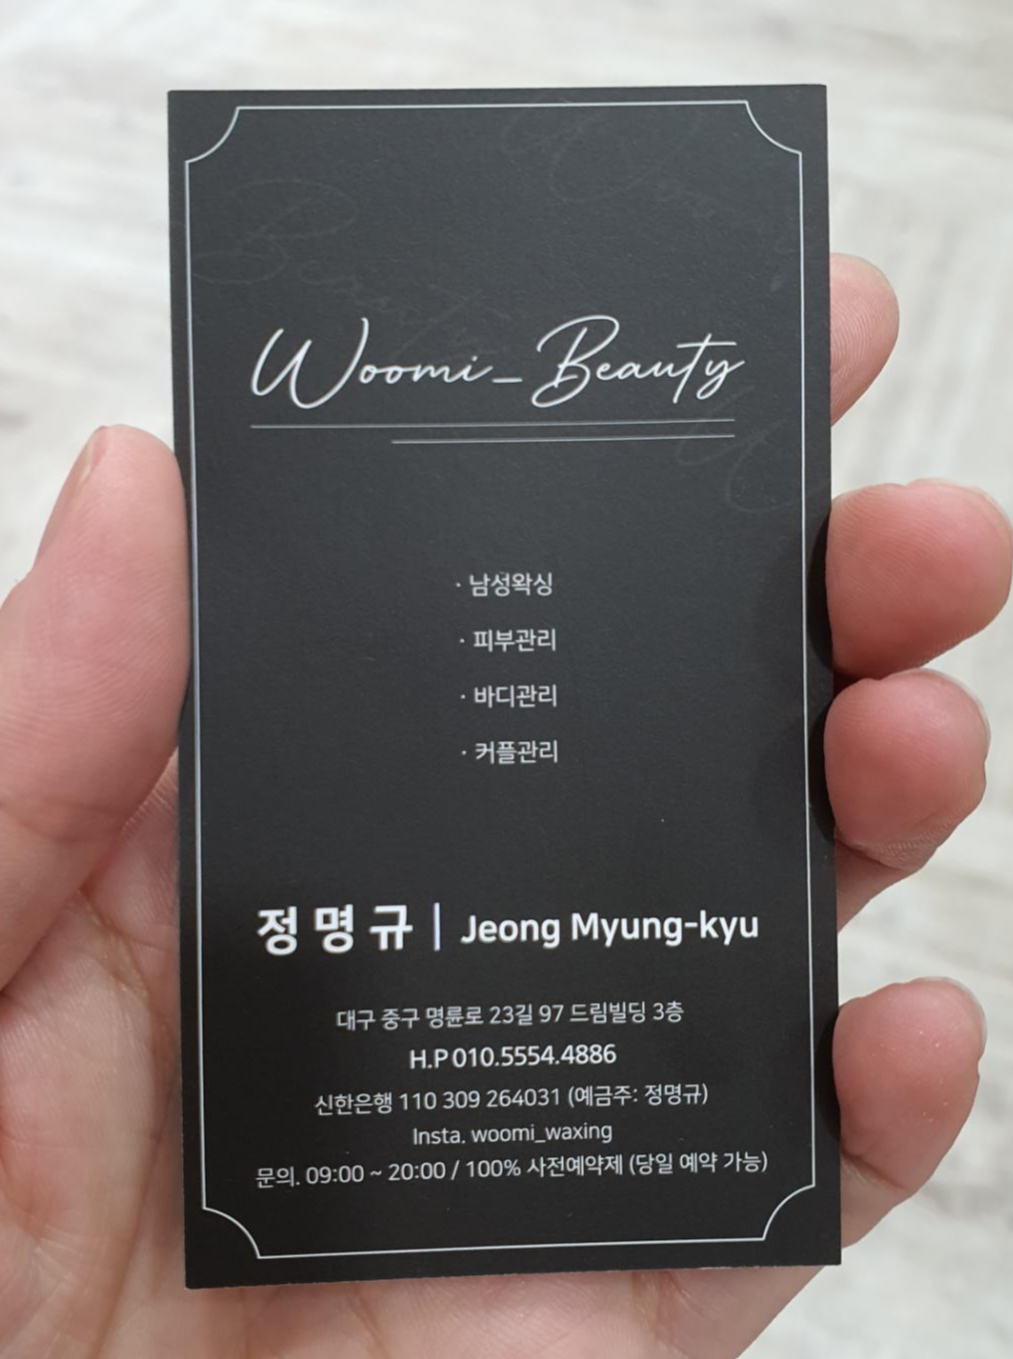 Woomi_Beauty
· 남성왁싱
· 피부관리
· 바디관리
· 커플관리
정명규 | Jeong Myung-kyu
대구 중구 명륜로 23길 97 드림빌딩 3층
H.P 010.5554.4886
신한은행 110 309 264031 (예금주: 정명규)
Insta. woomi_waxing
문의. 09:00 ~ 20:00 / 100% 사전예약제 (당일 예약 가능)